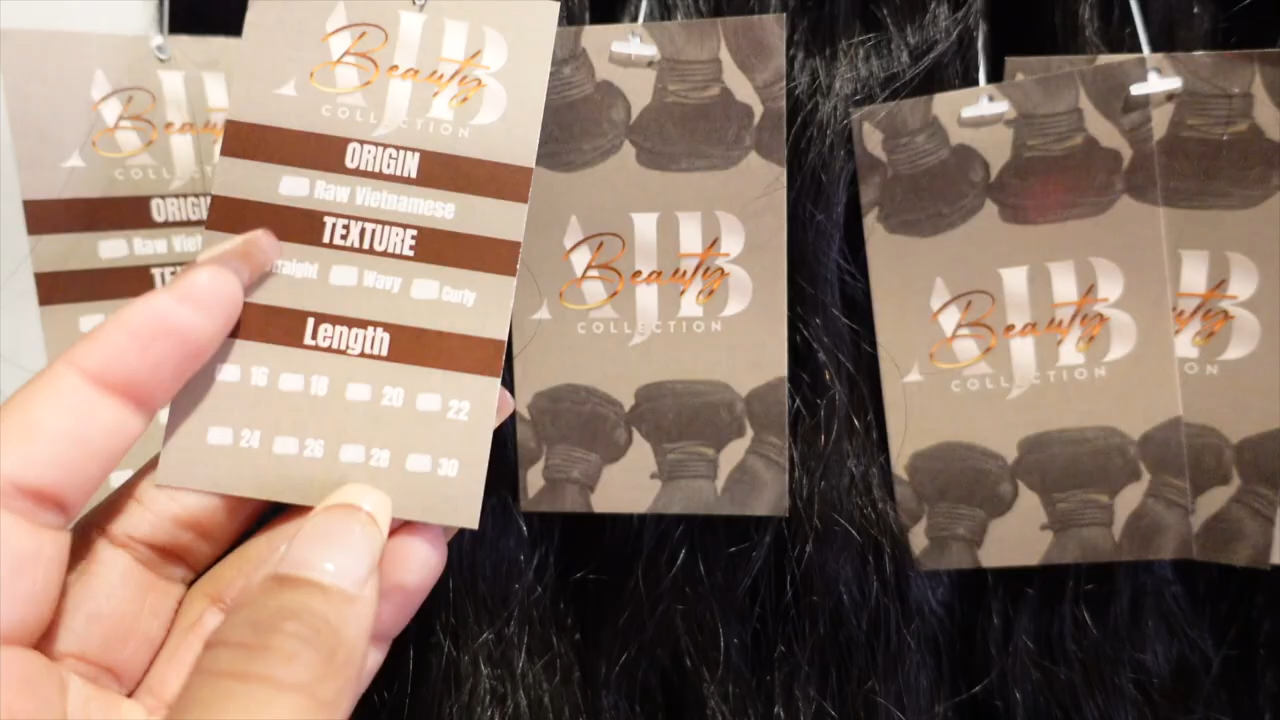 AJB
Beauty
COLLECTION
ORIGIN
Raw Vietnamese
TEXTURE
Wavy Curly
Length
16 18 20 22
24 26 28 30
AJB
Beauty
COLLECTION
AJB
Beauty
COLLECTION